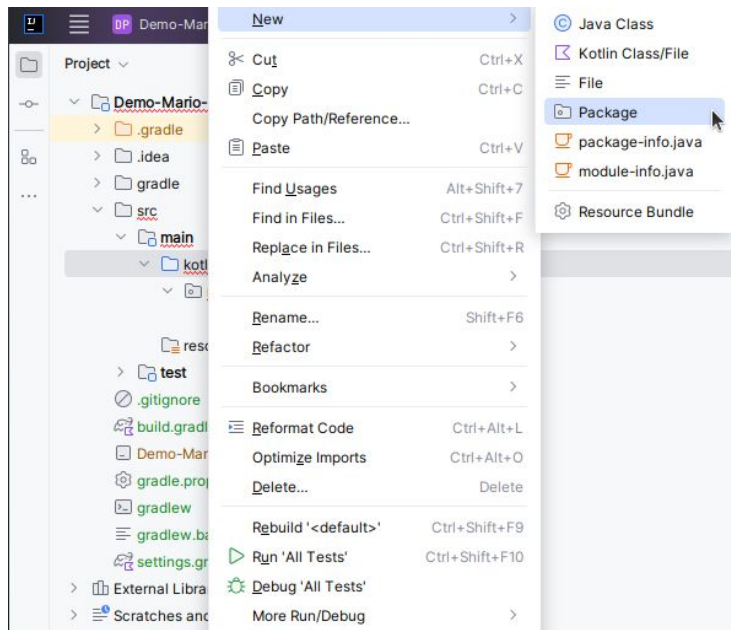 DP Demo-Mar
Project
Demo-Mario-
.gradle
.idea
gradle
src
main
kotl
reso
test
.gitignore
build.gradl
Demo-Mar
gradle.prop
gradlew
gradlew.ba
settings.gr
External Libra
Scratches and
New
Cut Ctrl+X
Copy Ctrl+C
Copy Path/Reference...
Paste Ctrl+V
Find Usages Alt+Shift+7
Find in Files... Ctrl+Shift+F
Replace in Files... Ctrl+Shift+R
Analyze
Rename... Shift+F6
Refactor
Bookmarks
Reformat Code Ctrl+Alt+L
Optimize Imports Ctrl+Alt+O
Delete... Delete
Rebuild '<default>' Ctrl+Shift+F9
Run 'All Tests' Ctrl+Shift+F10
Debug 'All Tests'
More Run/Debug
Java Class
Kotlin Class/File
File
Package
package-info.java
module-info.java
Resource Bundle